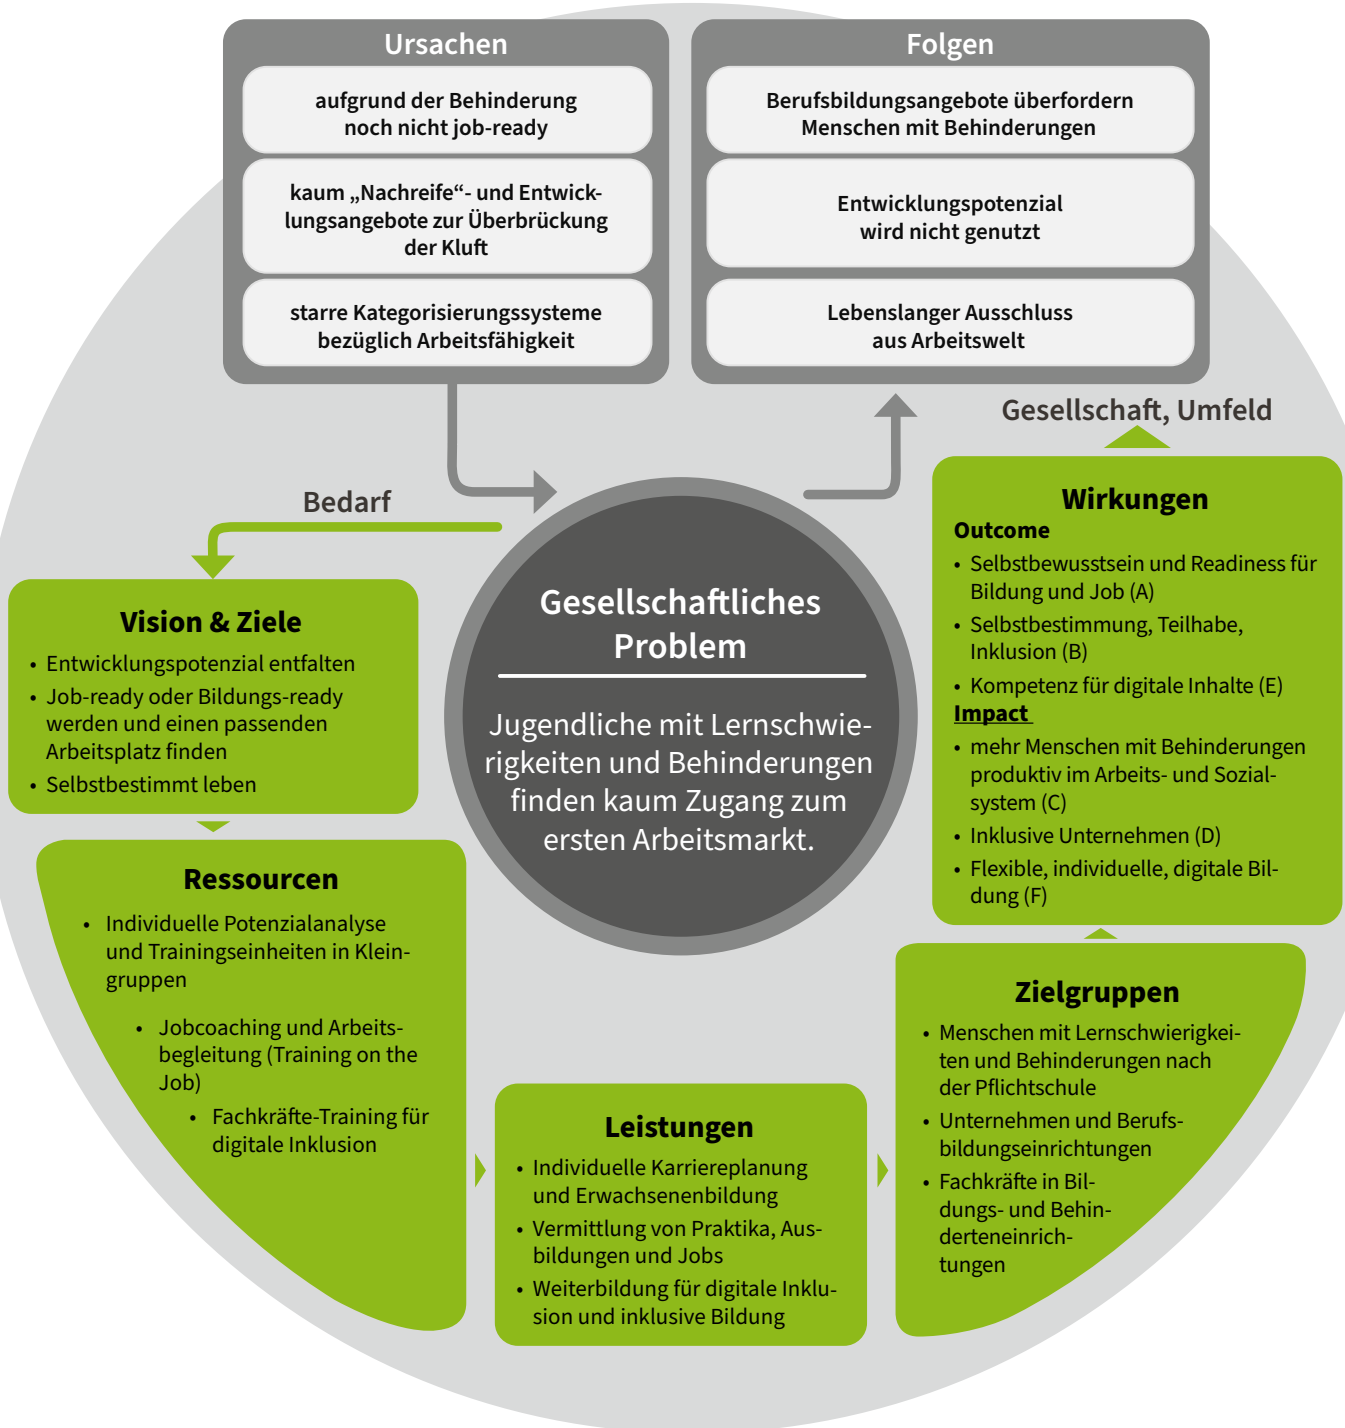 Ursachen
aufgrund der Behinderung
noch nicht job-ready
kaum „Nachreife“- und Entwick-
lungsangebote zur Überbrückung
der Kluft
starre Kategorisierungssysteme
bezüglich Arbeitsfähigkeit
Folgen
Berufsbildungsangebote überfordern
Menschen mit Behinderungen
Entwicklungspotenzial
wird nicht genutzt
Lebenslanger Ausschluss
aus Arbeitswelt
Gesellschaftliches
Problem
Jugendliche mit Lernschwie-
rigkeiten und Behinderungen
finden kaum Zugang zum
ersten Arbeitsmarkt.
Bedarf
Vision & Ziele
• Entwicklungspotenzial entfalten
• Job-ready oder Bildungs-ready
werden und einen passenden
Arbeitsplatz finden
• Selbstbestimmt leben
Ressourcen
• Individuelle Potenzialanalyse
und Trainingseinheiten in Klein-
gruppen
• Jobcoaching und Arbeits-
begleitung (Training on the
Job)
• Fachkräfte-Training für
digitale Inklusion
Leistungen
• Individuelle Karriereplanung
und Erwachsenenbildung
• Vermittlung von Praktika, Aus-
bildungen und Jobs
• Weiterbildung für digitale Inklu-
sion und inklusive Bildung
Zielgruppen
• Menschen mit Lernschwierigkei-
ten und Behinderungen nach
der Pflichtschule
• Unternehmen und Berufs-
bildungseinrichtungen
• Fachkräfte in Bil-
dungs- und Behin-
derteneinrich-
tungen
Gesellschaft, Umfeld
Wirkungen
Outcome
• Selbstbewusstsein und Readiness für
Bildung und Job (A)
• Selbstbestimmung, Teilhabe,
Inklusion (B)
• Kompetenz für digitale Inhalte (E)
Impact
• mehr Menschen mit Behinderungen
produktiv im Arbeits- und Sozial-
system (C)
• Inklusive Unternehmen (D)
• Flexible, individuelle, digitale Bil-
dung (F)